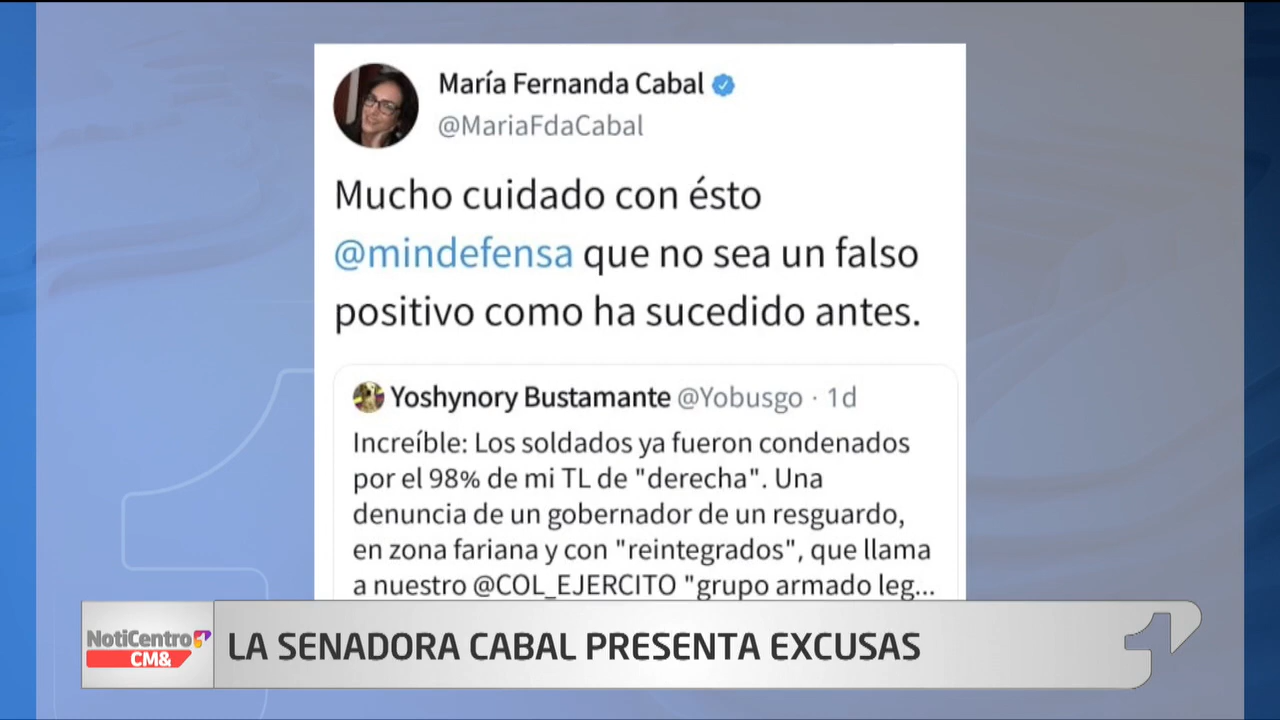 María Fernanda Cabal
@MariaFdaCabal
Mucho cuidado con ésto
@mindefensa que no sea un falso
positivo como ha sucedido antes.
Yoshynory Bustamante @Yobusgo · 1d
Increíble: Los soldados ya fueron condenados
por el 98% de mi TL de "derecha". Una
denuncia de un gobernador de un resguardo,
en zona fariana y con "reintegrados", que llama
a nuestro @COL_EJERCITO "grupo armado leg...
NotiCentro 1
CM&
LA SENADORA CABAL PRESENTA EXCUSAS
1